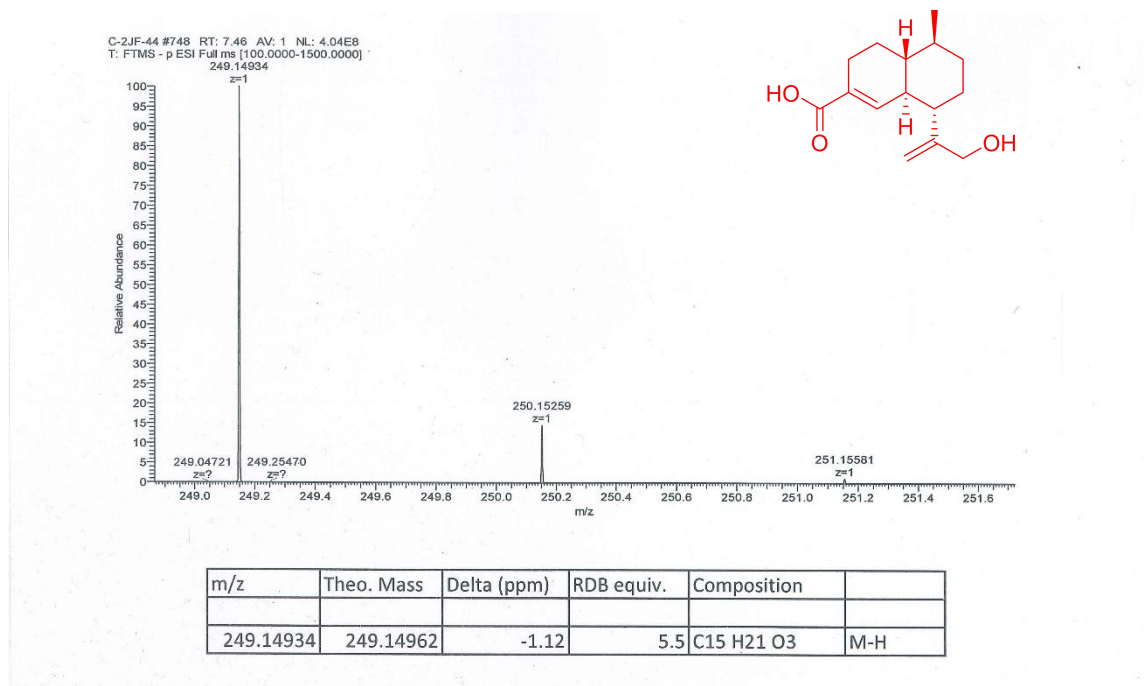 C-2JF-44 #748 RT: 7.46 AV: 1 NL: 4.04E8
T: FTMS - p ESI Full ms [100.0000-1500.0000]
249.14934
z=1
100
95
90
85
80
75
70
65
60
55
50
45
40
35
30
25
20
15
10
5
0
Relative Abundance
249.04721
z=?
249.25470
z=?
250.15259
z=1
251.15581
z=1
249.0 249.2 249.4 249.6 249.8 250.0 250.2 250.4 250.6 250.8 251.0 251.2 251.4 251.6
m/z
H
HO
O
H
OH
m/z Theo. Mass Delta (ppm) RDB equiv. Composition
249.14934 249.14962 -1.12 5.5 C15 H21 O3 M-H